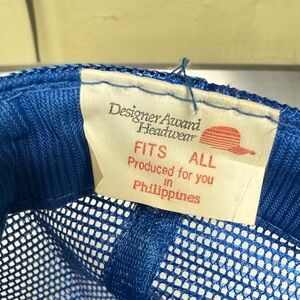 Designer Award
Headwear
FITS ALL
Produced for you
in
Philippines